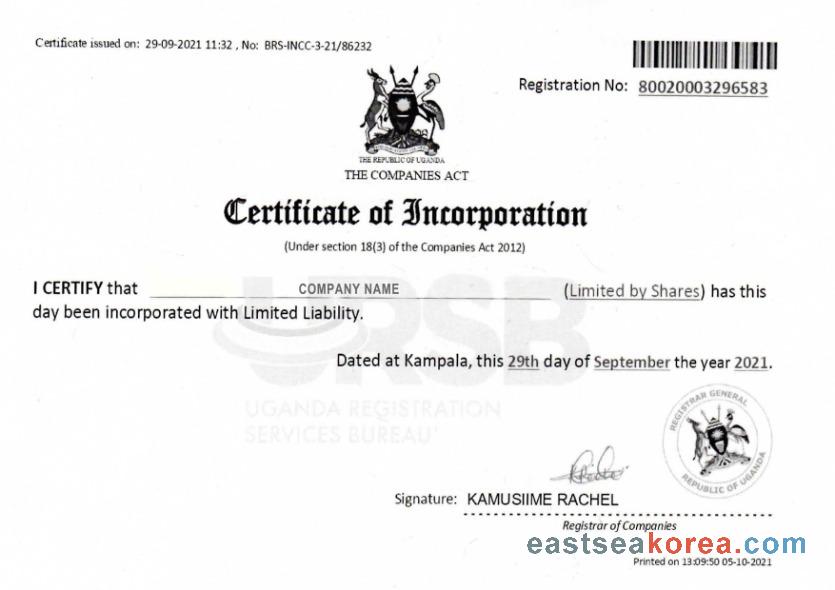 Certificate issued on: 29-09-2021 11:32 , No: BRS-INCC-3-21/86232
Registration No: 80020003296583
THE REPUBLIC OF UGANDA
THE COMPANIES ACT
Certificate of Incorporation
(Under section 18(3) of the Companies Act 2012)
I CERTIFY that COMPANY NAME (Limited by Shares) has this
day been incorporated with Limited Liability.
URSB
Dated at Kampala, this 29th day of September the year 2021.
UGANDA REGISTRATION
SERVICES BUREAU
REGISTRAR GENERAL
REPUBLIC OF UGANDA
Signature: KAMUSIIME RACHEL
Registrar of Companies
eastseakorea.com
Printed on 13:09:50 05-10-2021